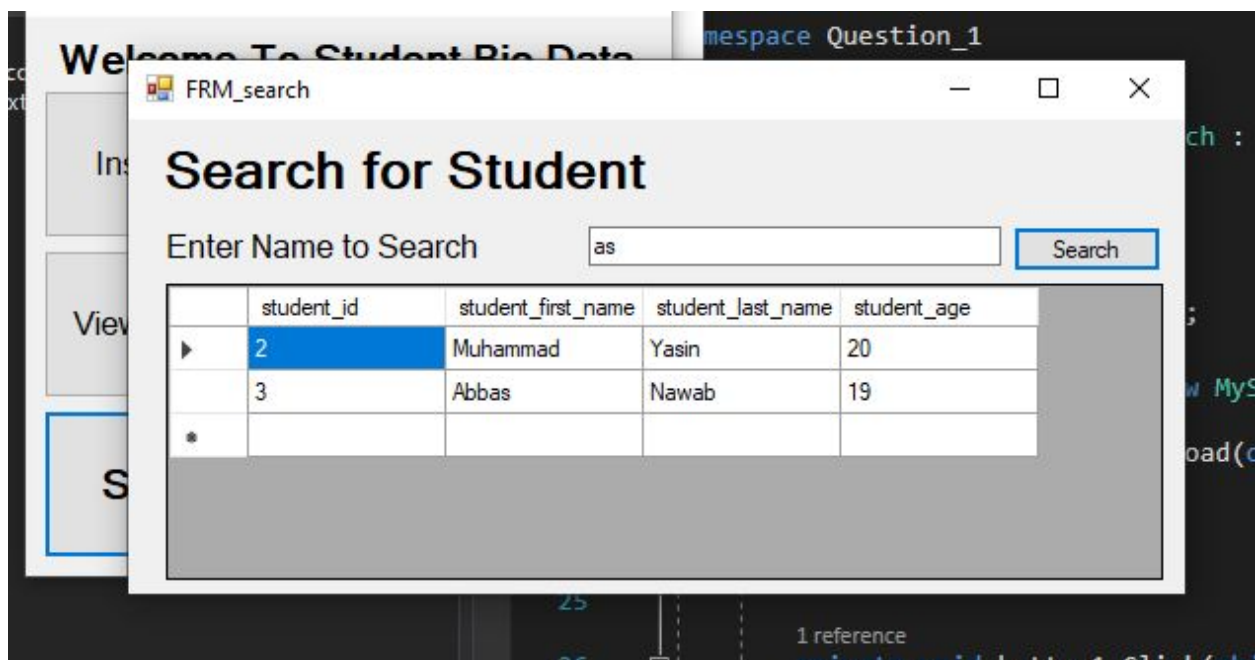 mespace Question_1
Welcome To Student Bio Data
FRM_search
ch :
Search for Student
Enter Name to Search
as
Search
View
student_id student_first_name student_last_name student_age
;
2 Muhammad Yasin 20
3 Abbas Nawab 19
w MyS
oad(
S
25
1 reference